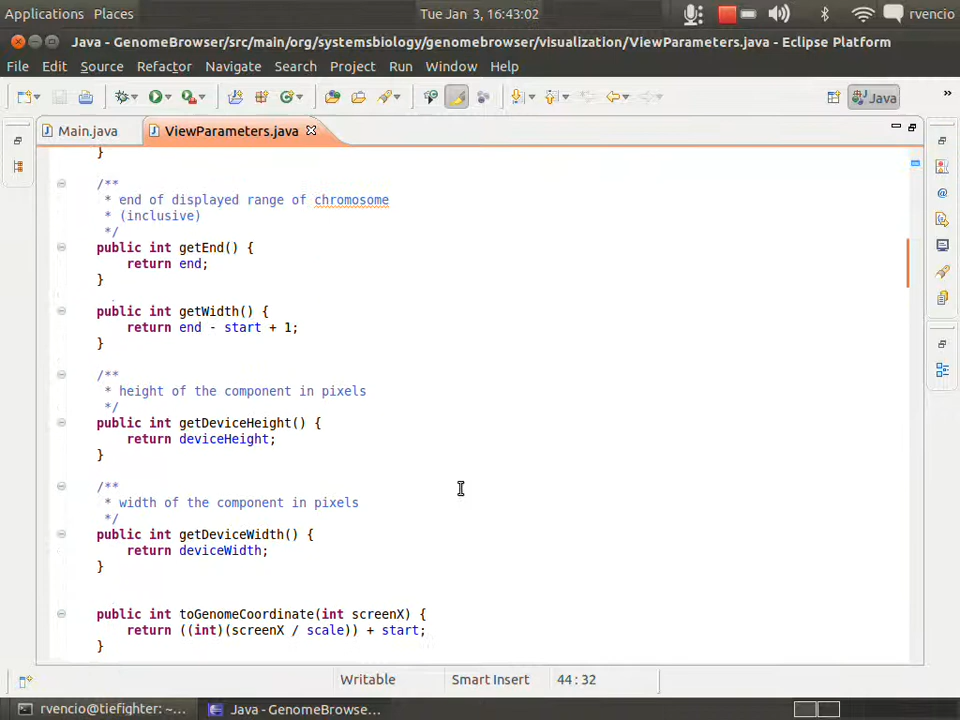 Applications Places Tue Jan 3, 16:43:02 rvencio
Java - GenomeBrowser/src/main/org/systemsbiology/genomebrowser/visualization/ViewParameters.java - Eclipse Platform
File Edit Source Refactor Navigate Search Project Run Window Help
Java »
Main.java ViewParameters.java
}
/**
* end of displayed range of chromosome
* (inclusive)
*/
public int getEnd() {
return end;
}
public int getWidth() {
return end - start + 1;
}
/**
* height of the component in pixels
*/
public int getDeviceHeight() {
return deviceHeight;
}
/**
* width of the component in pixels
*/
public int getDeviceWidth() {
return deviceWidth;
}
public int toGenomeCoordinate(int screenX) {
return ((int)(screenX / scale)) + start;
}
Writable Smart Insert 44 : 32
rvencio@tiefighter: ~... Java - GenomeBrowse...